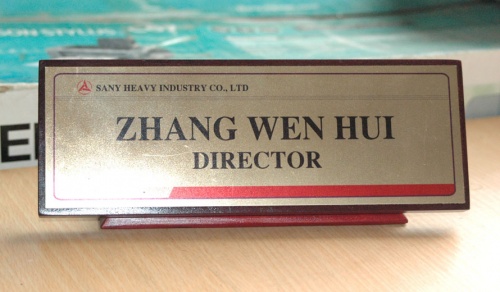 SANY HEAVY INDUSTRY CO., LTD
ZHANG WEN HUI
DIRECTOR